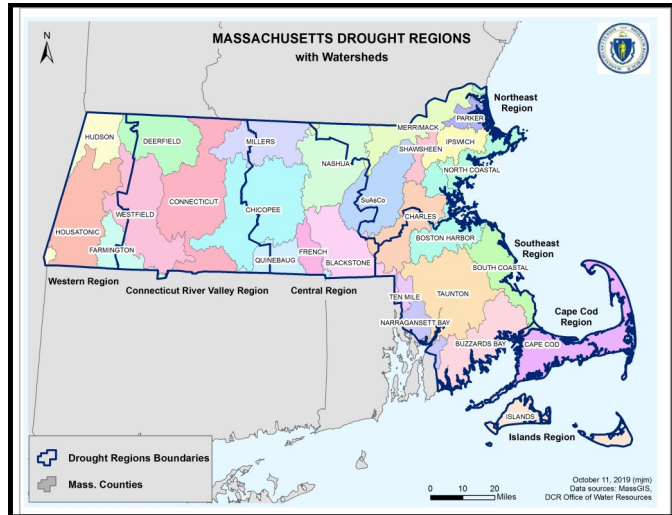 MASSACHUSETTS DROUGHT REGIONS
with Watersheds
N
Northeast
Region
HUDSON
DEERFIELD
MILLERS
NASHUA
MERRIMACK
PARKER
IPSWICH
SHAWSHEEN
NORTH COASTAL
SuAsCo
CONNECTICUT
CHICOPEE
WESTFIELD
HOUSATONIC
FARMINGTON
CHARLES
BOSTON HARBOR
Southeast
Region
SOUTH COASTAL
QUINEBAUG
FRENCH
BLACKSTONE
Western Region
Connecticut River Valley Region
Central Region
TEN MILE
TAUNTON
NARRAGANSETT BAY
BUZZARDS BAY
Cape Cod
Region
CAPE COD
ISLANDS
Islands Region
Drought Regions Boundaries
Mass. Counties
0 10 20
Miles
October 11, 2019 (mjm)
Data sources: MassGIS,
DCR Office of Water Resources